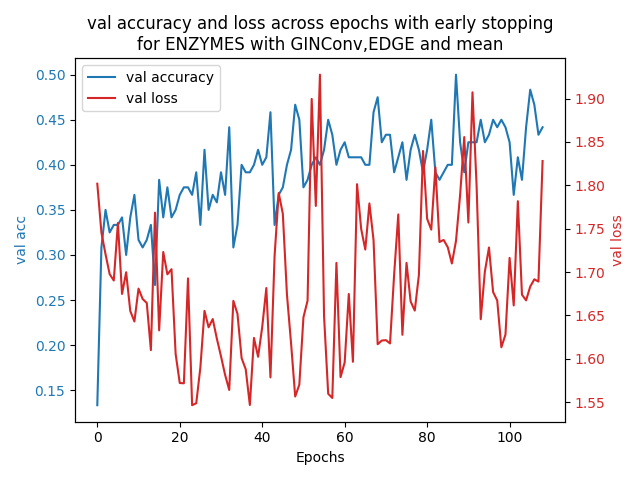 val accuracy and loss across epochs with early stopping
for ENZYMES with GINConv,EDGE and mean
val accuracy
val loss
val acc
0.50
0.45
0.40
0.35
0.30
0.25
0.20
0.15
1.90
1.85
1.80
1.75
1.70
1.65
1.60
1.55
val loss
0 20 40 60 80 100
Epochs